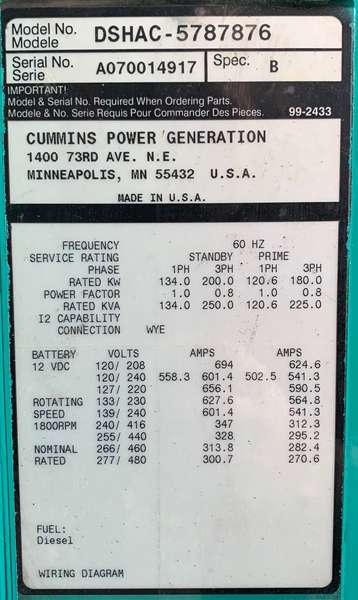 Model No. DSHAC-5787876
Modele
Serial No. A070014917 Spec. B
Serie
IMPORTANT!
Model & Serial No. Required When Ordering Parts.
Modele & No. Serie Requis Pour Commander Des Pieces. 99-2433
CUMMINS POWER GENERATION
1400 73RD AVE. N.E.
MINNEAPOLIS, MN 55432 U.S.A.
MADE IN U.S.A.
FREQUENCY 60 HZ
SERVICE RATING STANDBY PRIME
PHASE 1PH 3PH 1PH 3PH
RATED KW 134.0 200.0 120.6 180.0
POWER FACTOR 1.0 0.8 1.0 0.8
RATED KVA 134.0 250.0 120.6 225.0
I2 CAPABILITY
CONNECTION WYE
BATTERY VOLTS AMPS AMPS
12 VDC 120/ 208 694 624.6
120/ 240 558.3 601.4 502.5 541.3
127/ 220 656.1 590.5
ROTATING 133/ 230 627.6 564.8
SPEED 139/ 240 601.4 541.3
1800RPM 240/ 416 347 312.3
255/ 440 328 295.2
NOMINAL 266/ 460 313.8 282.4
RATED 277/ 480 300.7 270.6
FUEL:
Diesel
WIRING DIAGRAM